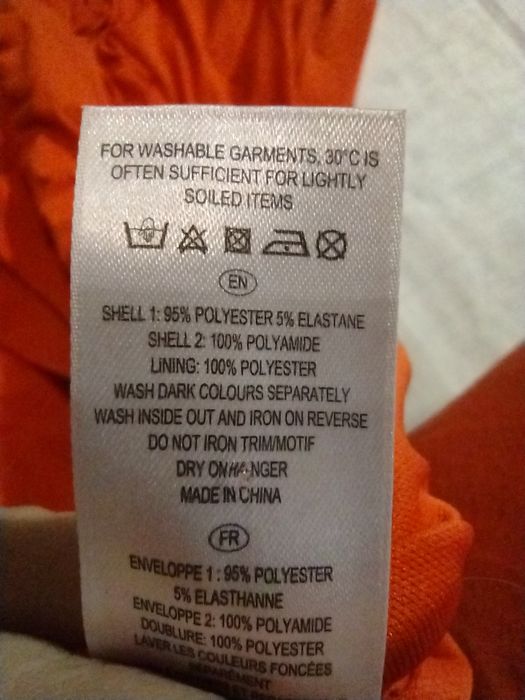 FOR WASHABLE GARMENTS, 30°C IS
OFTEN SUFFICIENT FOR LIGHTLY
SOILED ITEMS
EN
SHELL 1: 95% POLYESTER 5% ELASTANE
SHELL 2: 100% POLYAMIDE
LINING: 100% POLYESTER
WASH DARK COLOURS SEPARATELY
WASH INSIDE OUT AND IRON ON REVERSE
DO NOT IRON TRIM/MOTIF
DRY ON HANGER
MADE IN CHINA
FR
ENVELOPPE 1 : 95% POLYESTER
5% ELASTHANNE
ENVELOPPE 2: 100% POLYAMIDE
DOUBLURE: 100% POLYESTER
LAVER LES COULEURS FONCÉES
SÉPARÉMENT